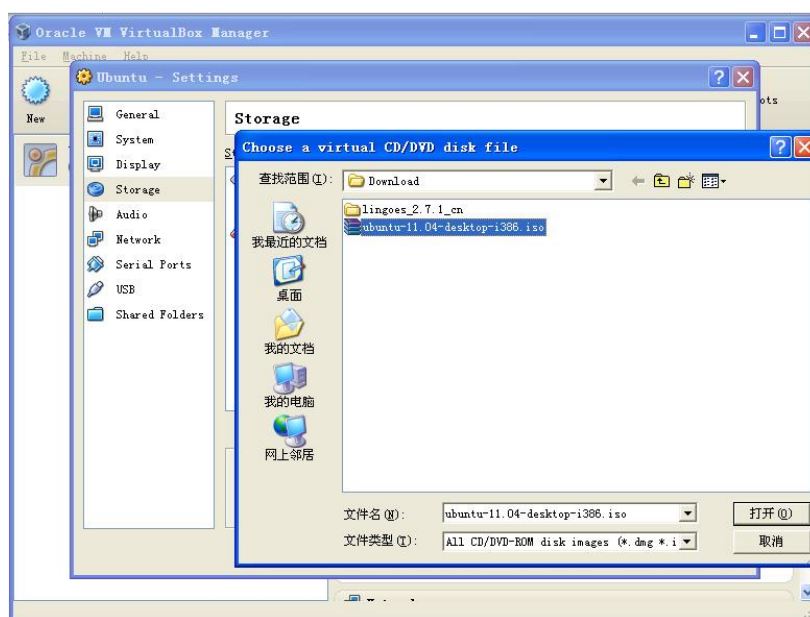 Oracle VM VirtualBox Manager
File Machine Help
Ubuntu - Settings
New
ots
General
System
Display
Storage
Audio
Network
Serial Ports
USB
Shared Folders
Storage
Choose a virtual CD/DVD disk file
查找范围(I):
Download
lingoes_2.7.1_cn
ubuntu-11.04-desktop-i386.iso
我最近的文档
桌面
我的文档
我的电脑
网上邻居
文件名(N):
ubuntu-11.04-desktop-i386.iso
打开(O)
文件类型(T):
All CD/DVD-ROM disk images (*.dmg *.i
取消